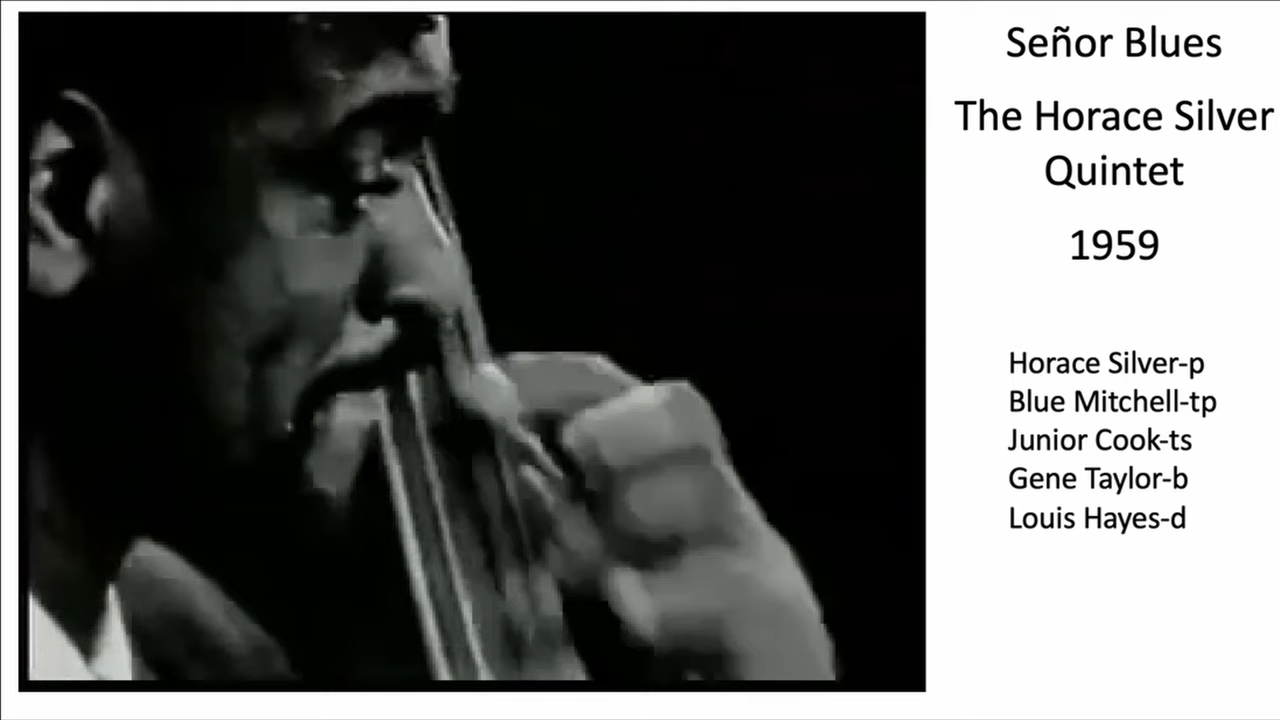 Señor Blues
The Horace Silver
Quintet
1959
Horace Silver-p
Blue Mitchell-tp
Junior Cook-ts
Gene Taylor-b
Louis Hayes-d